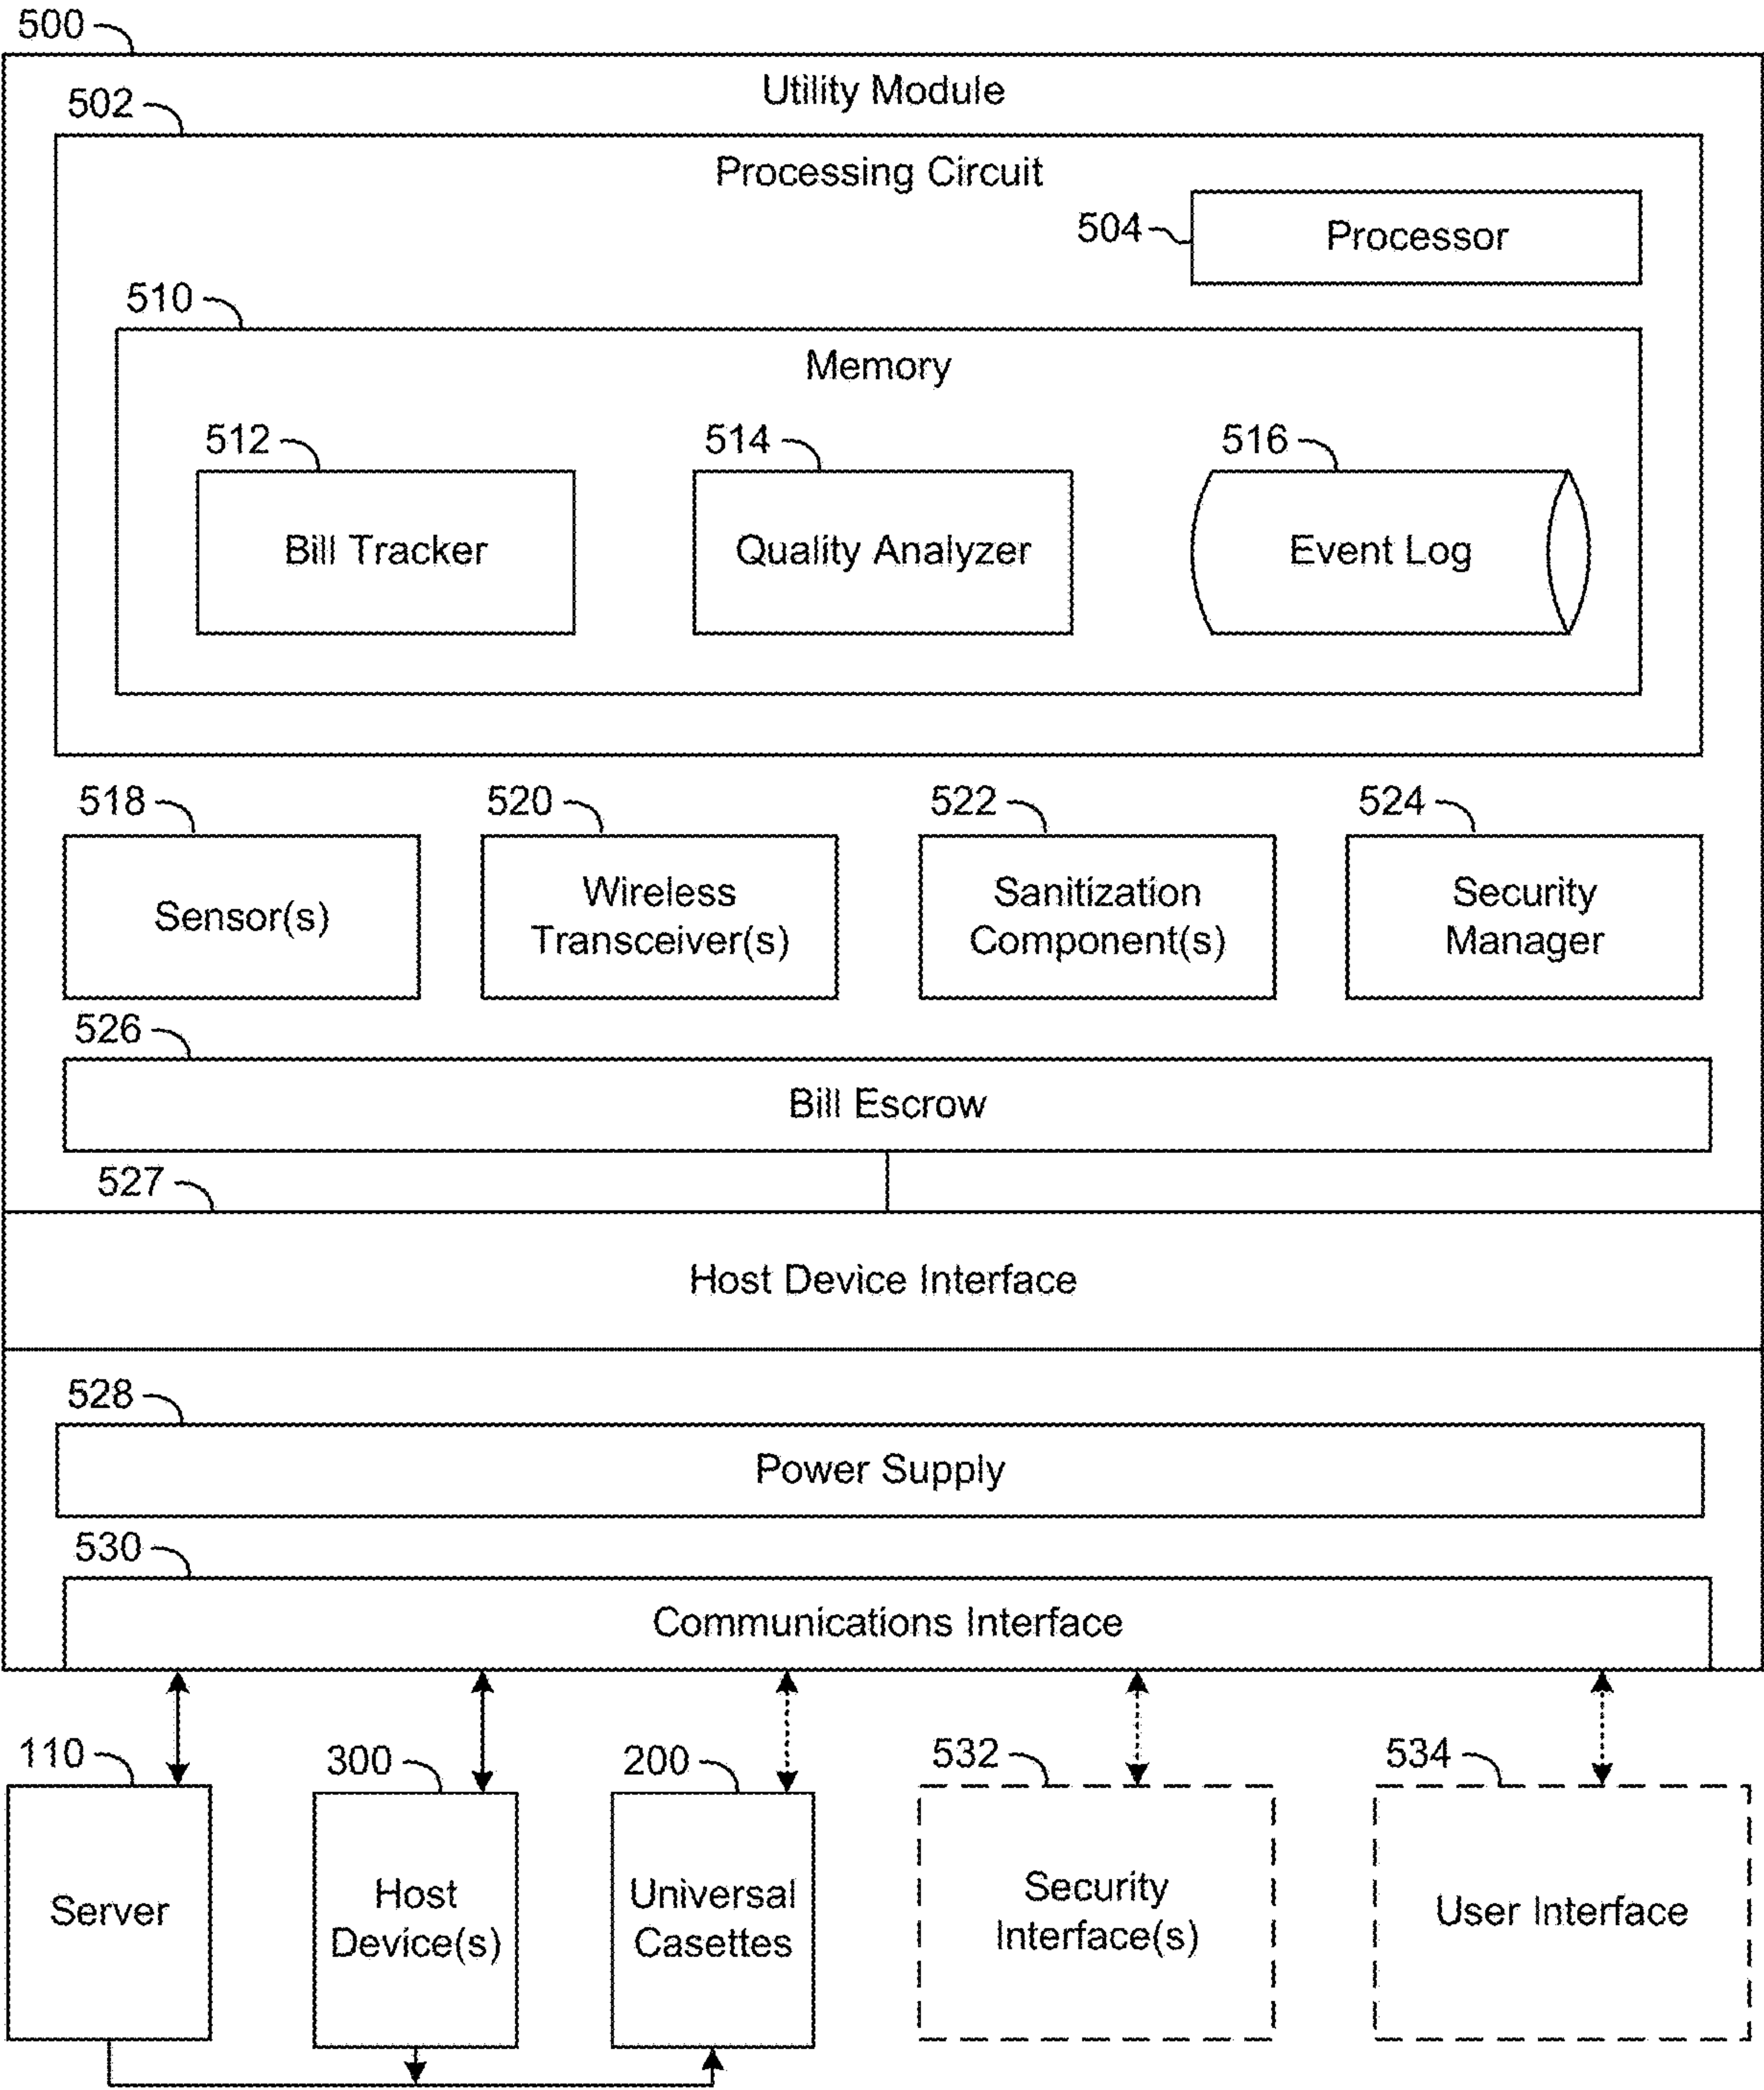 500
Utility Module
502
Processing Circuit
504
Processor
510
Memory
512
514
516
Bill Tracker
Quality Analyzer
Event Log
518
520
522
524
Sensor(s)
Wireless
Transceiver(s)
Sanitization
Component(s)
Security
Manager
526
Bill Escrow
527
Host Device Interface
528
Power Supply
530
Communications Interface
110
300
200
532
534
Server
Host
Device(s)
Universal
Casettes
Security
Interface(s)
User Interface